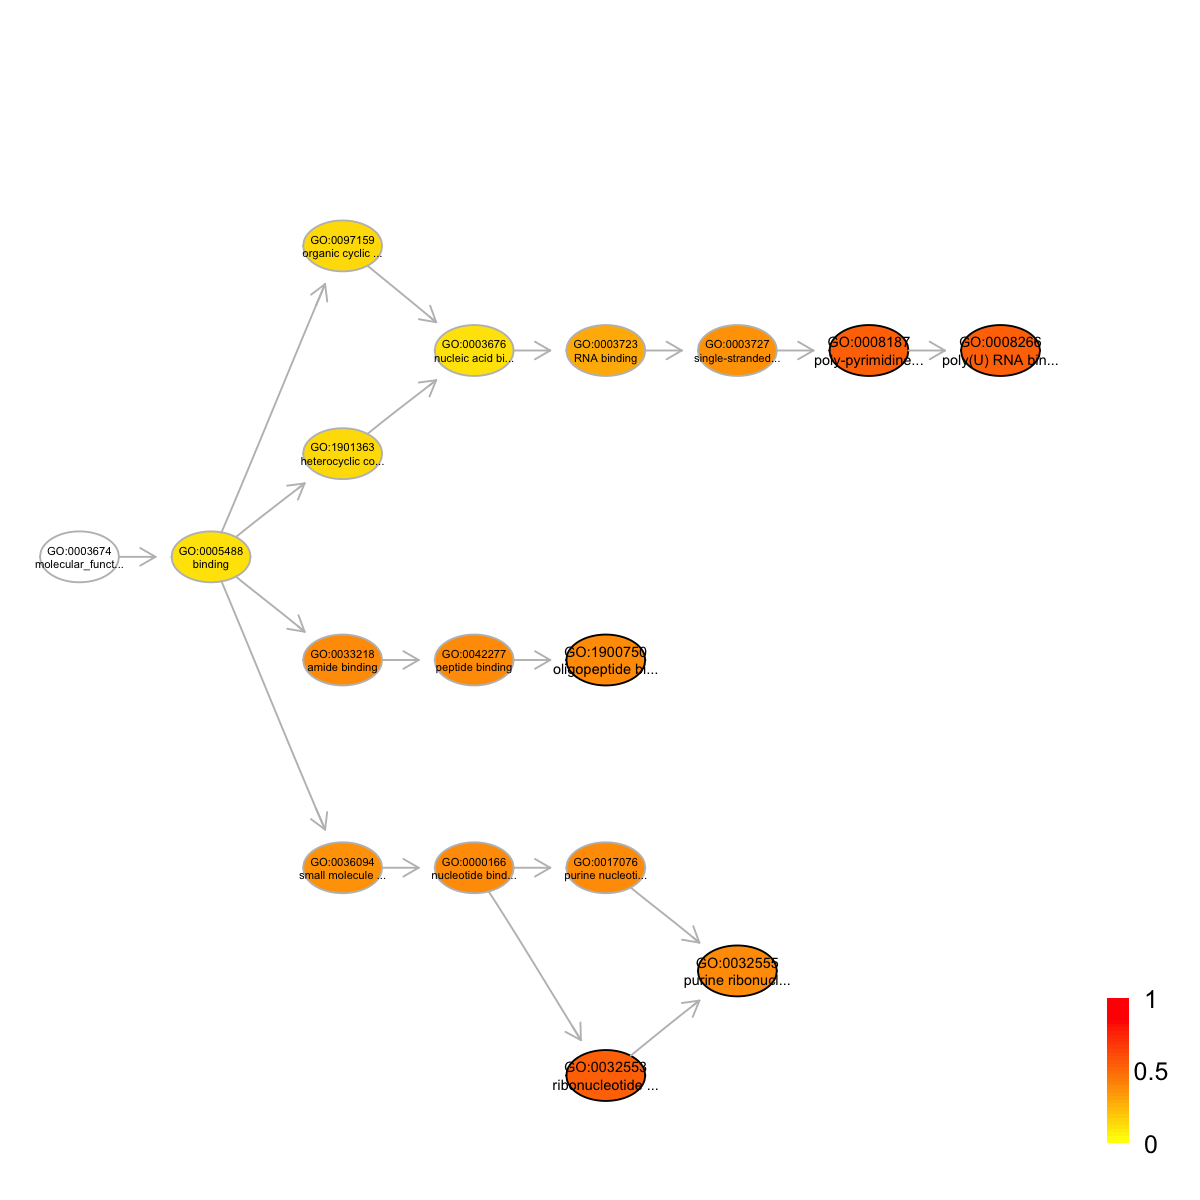 GO:0097159
organic cyclic ...
GO:0003676
nucleic acid bi...
GO:0003723
RNA binding
GO:0003727
single-stranded...
GO:0008187
poly-pyrimidine...
GO:0008266
poly(U) RNA bin...
GO:1901363
heterocyclic co...
GO:0003674
molecular_funct...
GO:0005488
binding
GO:0033218
amide binding
GO:0042277
peptide binding
GO:1900750
oligopeptide bi...
GO:0036094
small molecule ...
GO:0000166
nucleotide bind...
GO:0017076
purine nucleoti...
GO:0032555
purine ribonucl...
GO:0032553
ribonucleotide ...
1
0.5
0